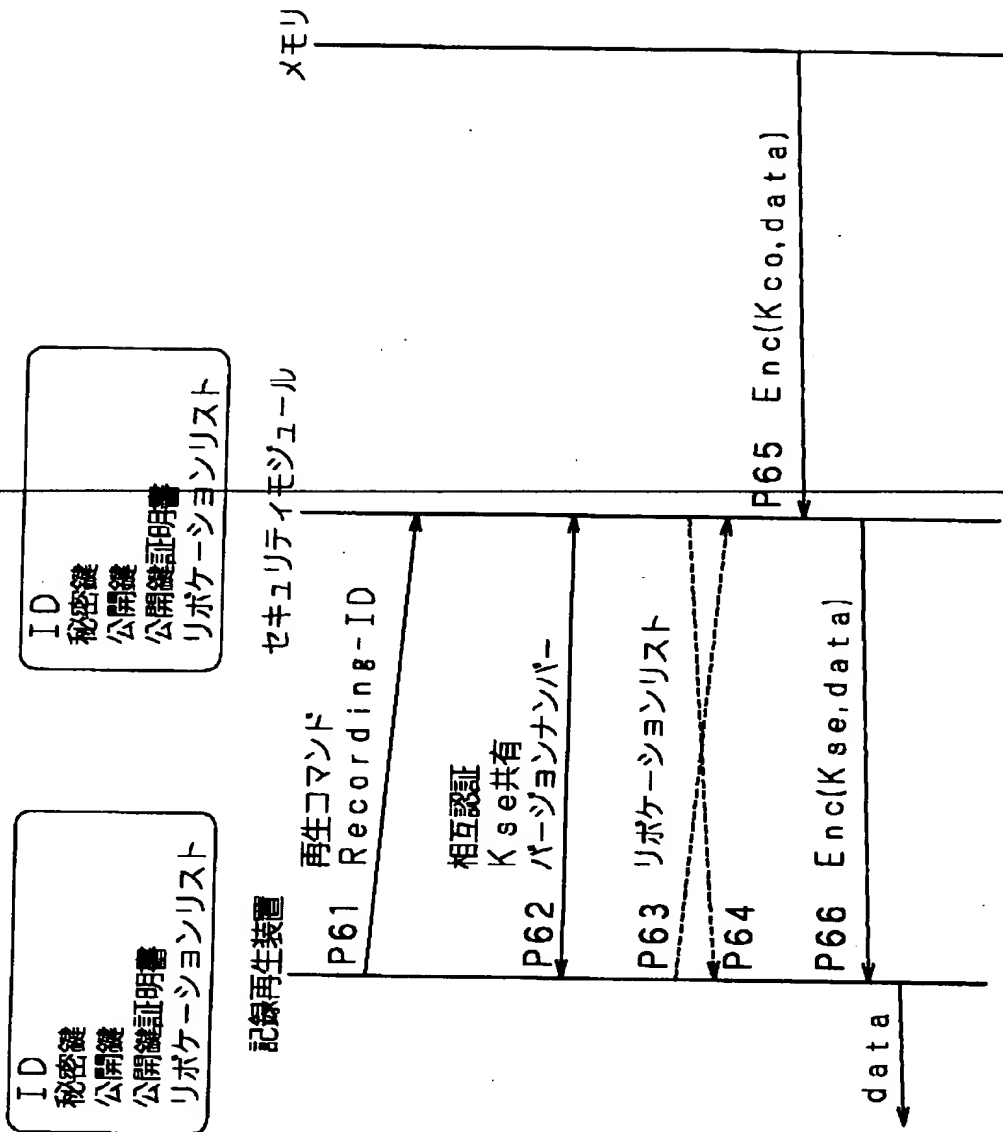 ID
秘密鍵
公開鍵
公開鍵証明書
リボケーションリスト
ID
秘密鍵
公開鍵
公開鍵証明書
リボケーションリスト
記録再生装置
セキュリティモジュール
メモリ
再生コマンド
P61 Recording-ID
相互認証
Kse共有
P62 バージョンナンバー
P63 リボケーションリスト
P64
P65 Enc(Kco,data)
P66 Enc(Kse,data)
data